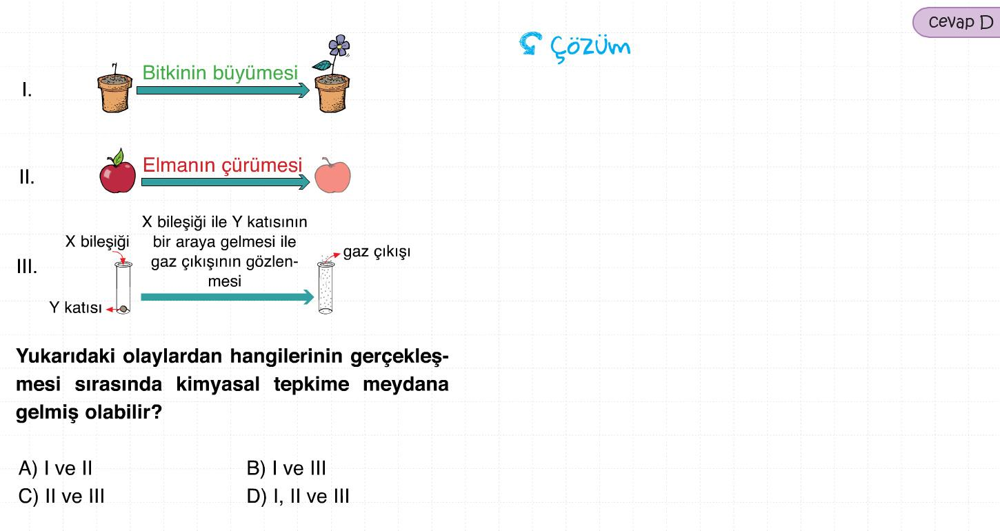 cevap D
Çözüm
I.
Bitkinin büyümesi
II.
Elmanın çürümesi
III.
X bileşiği
Y katısı
X bileşiği ile Y katısının
bir araya gelmesi ile
gaz çıkışının gözlen-
mesi
gaz çıkışı
Yukarıdaki olaylardan hangilerinin gerçekleş-
mesi sırasında kimyasal tepkime meydana
gelmiş olabilir?
A) I ve II
B) I ve III
C) II ve III
D) I, II ve III